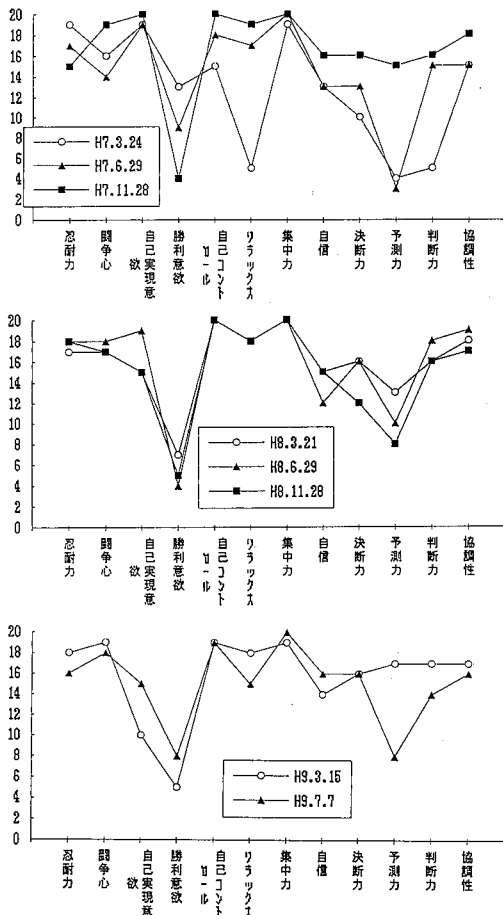 20
18
16
14
12
10
8
6
4
2
0
H7.3.24
H7.6.29
H7.11.28
忍耐力
闘争心
自己実現意欲
勝利意欲
自己コントロール
リラックス
集中力
自信
決断力
予測力
判断力
協調性
20
18
16
14
12
10
8
6
4
2
0
H8.3.21
H8.6.29
H8.11.28
忍耐力
闘争心
自己実現意欲
勝利意欲
自己コントロール
リラックス
集中力
自信
決断力
予測力
判断力
協調性
20
18
16
14
12
10
8
6
4
2
0
H9.3.15
H9.7.7
忍耐力
闘争心
自己実現意欲
勝利意欲
自己コントロール
リラックス
集中力
自信
決断力
予測力
判断力
協調性